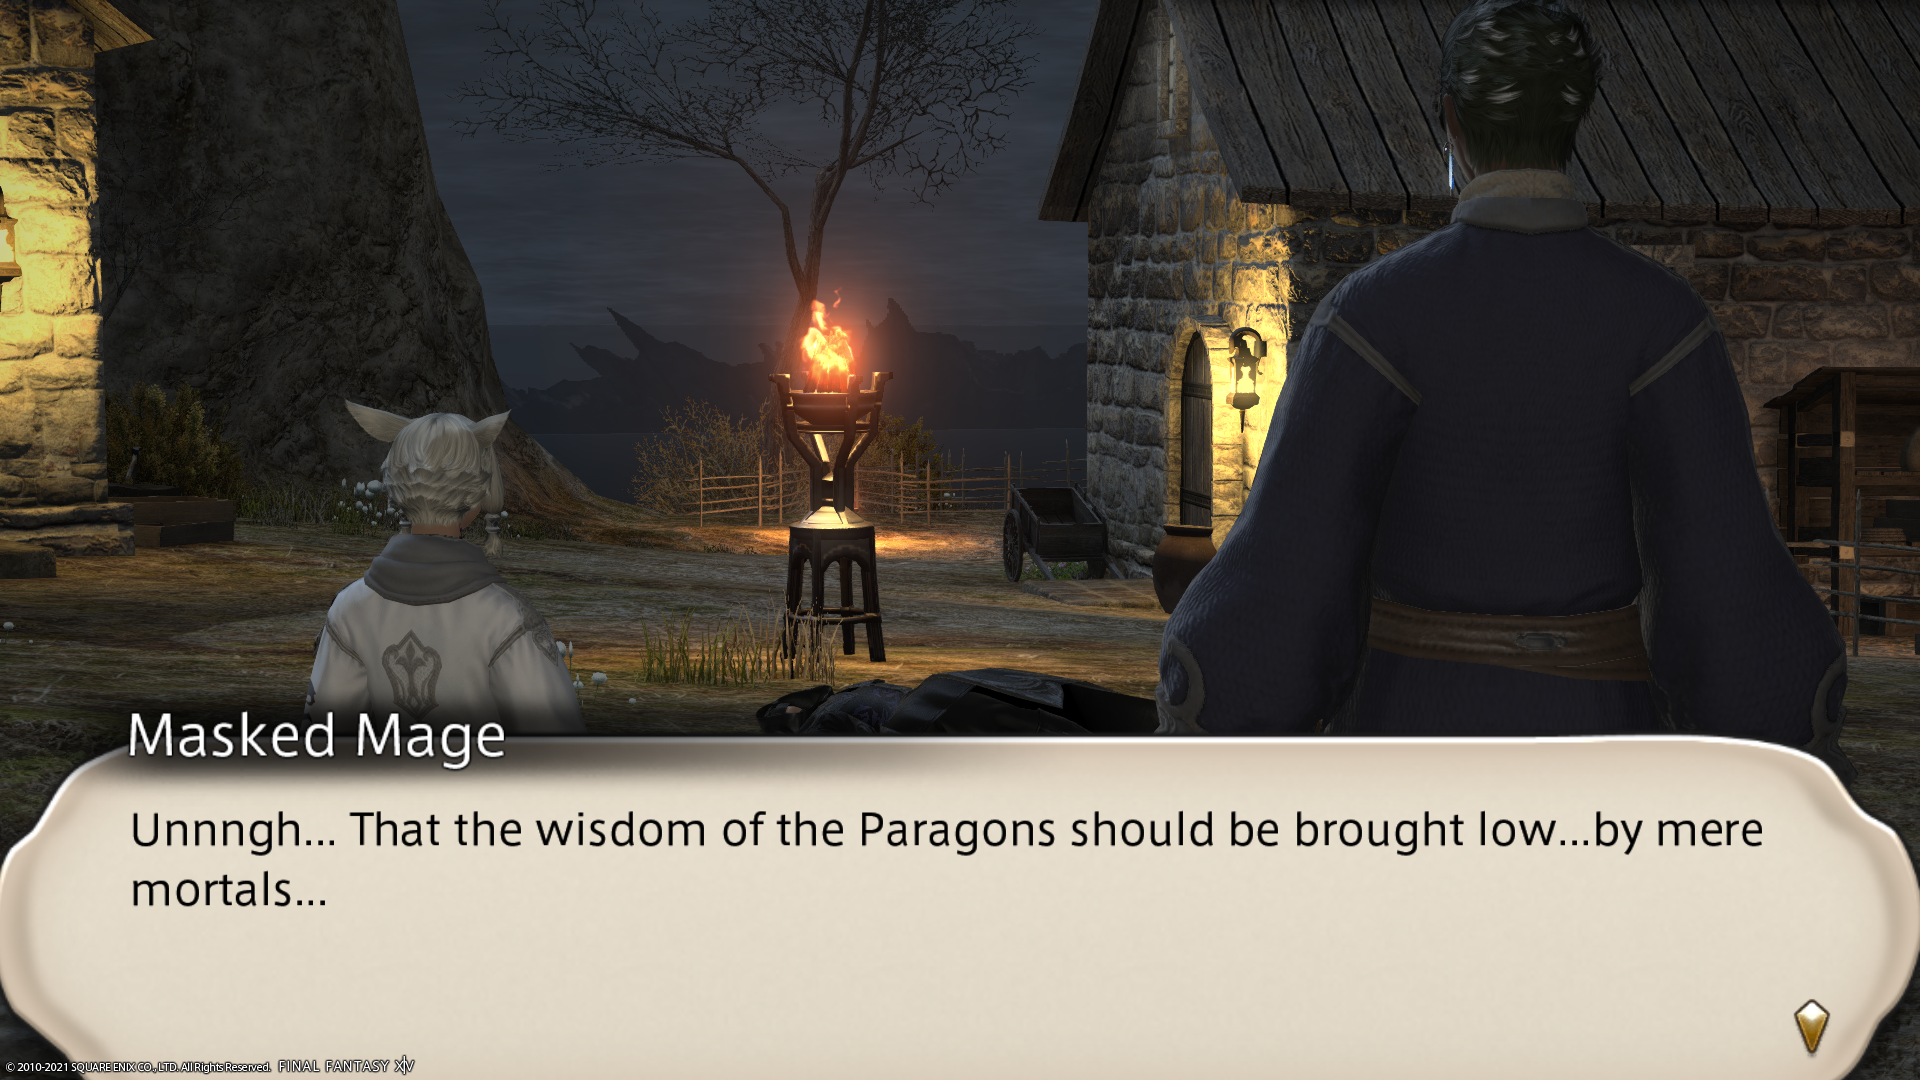 Masked Mage
Unnngh... That the wisdom of the Paragons should be brought low...by mere
mortals...
© 2010-2021 SQUARE ENIX CO., LTD. All Rights Reserved. FINAL FANTASY XIV